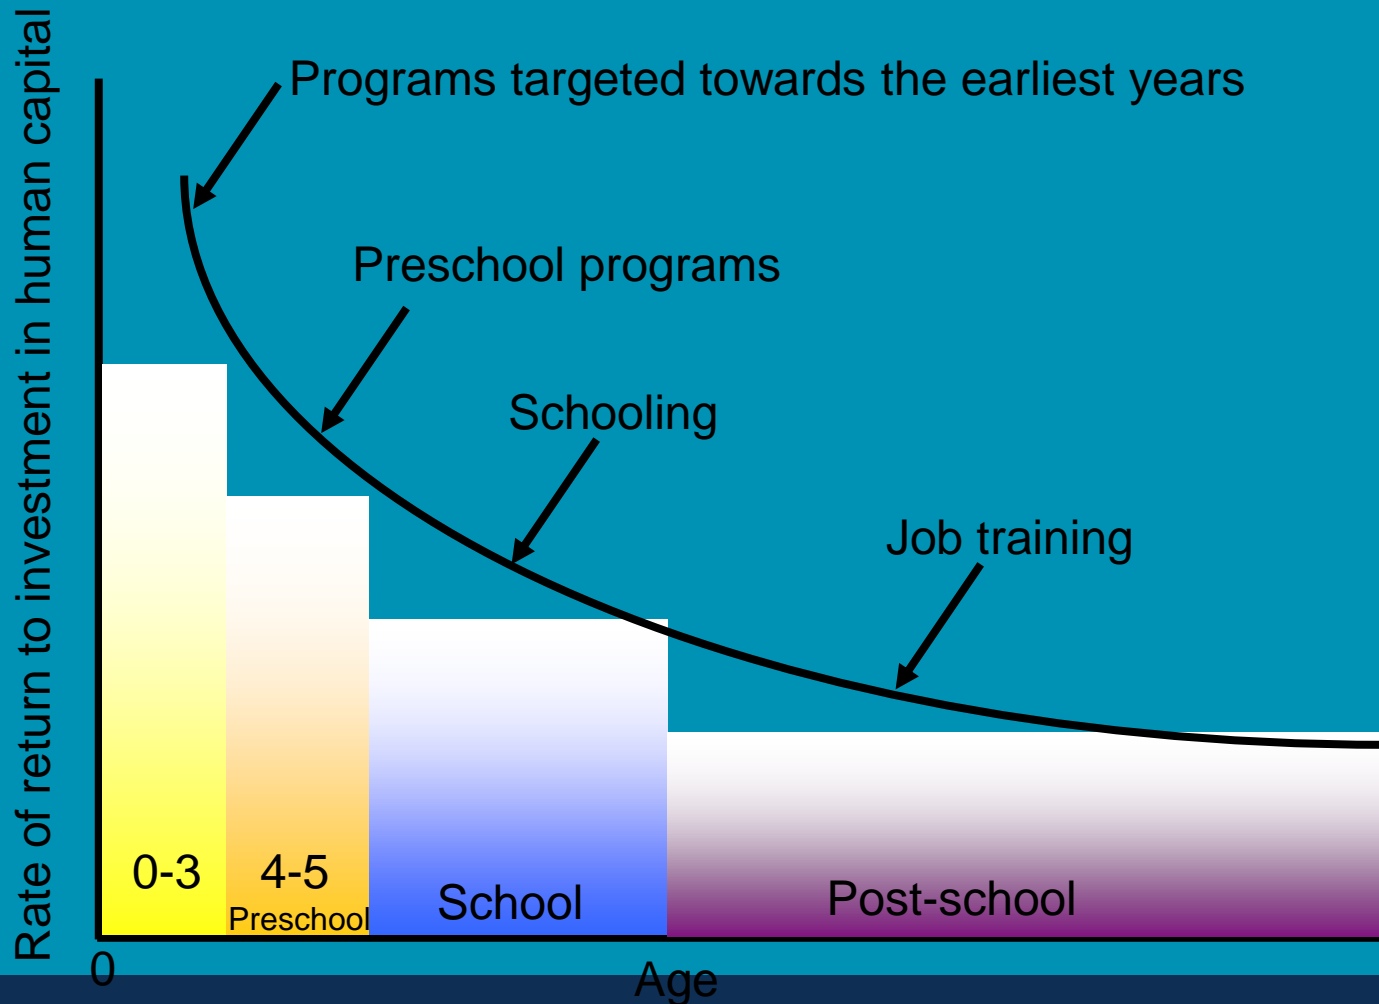 Rate of return to investment in human capital
Programs targeted towards the earliest years
Preschool programs
Schooling
Job training
0-3
4-5
Preschool
School
Post-school
0
Age